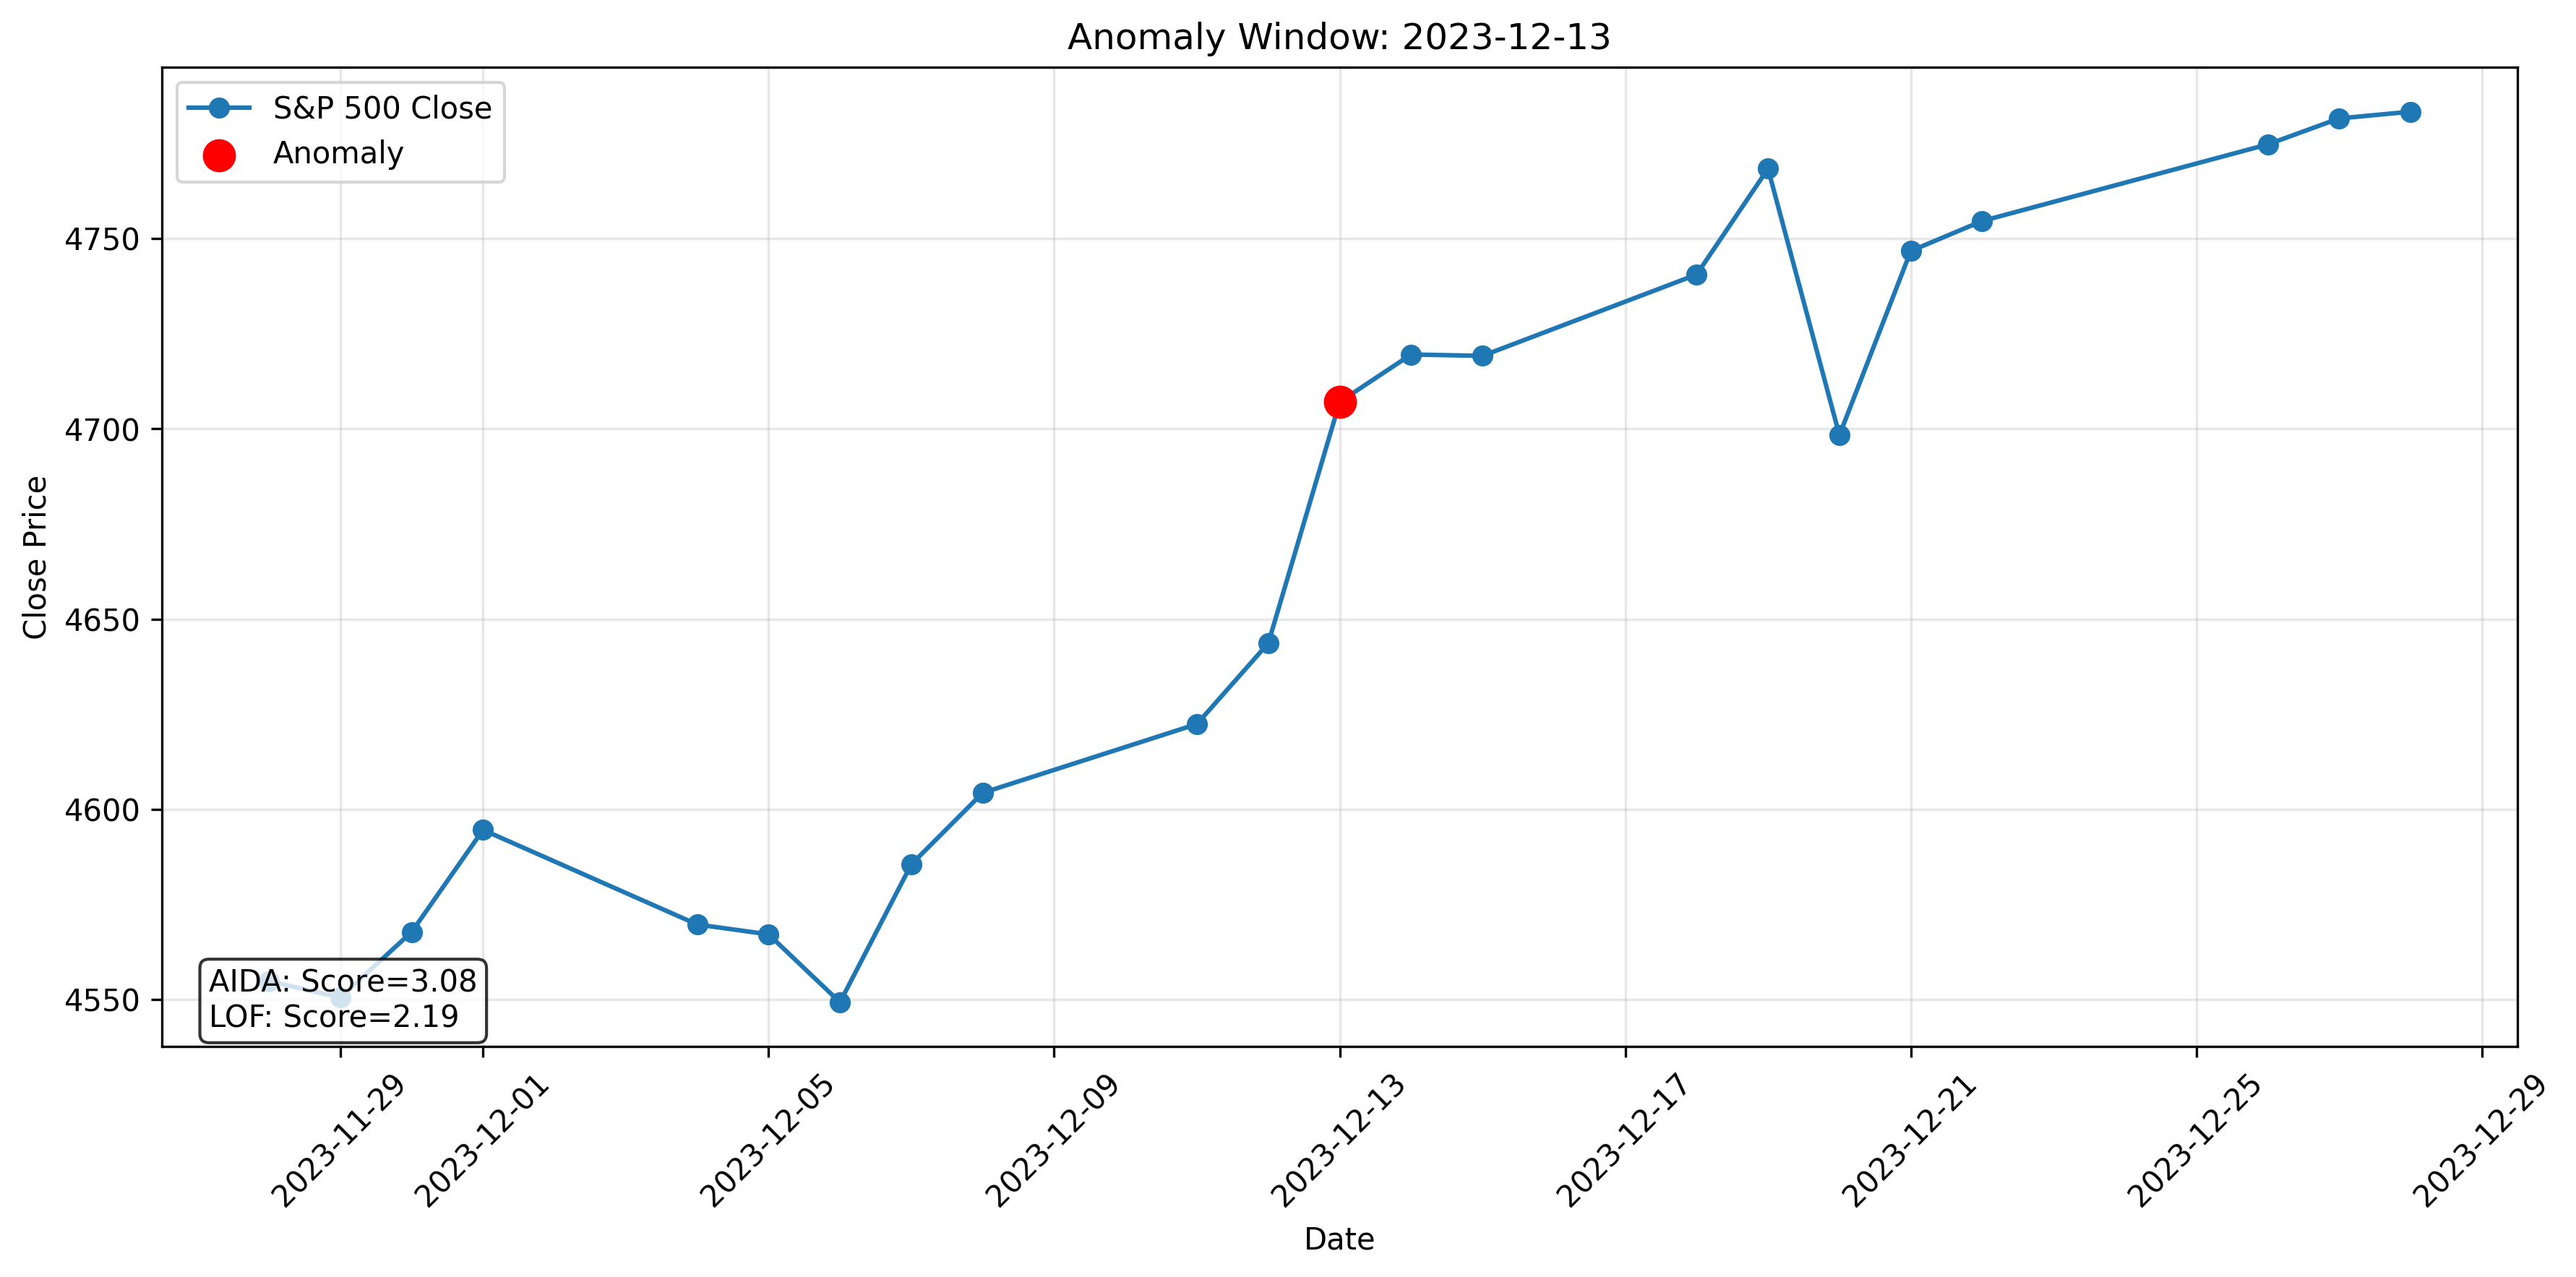 Anomaly Window: 2023-12-13
S&P 500 Close
Anomaly
4750
4700
4650
4600
4550
Close Price
AIDA: Score=3.08
LOF: Score=2.19
2023-11-29
2023-12-01
2023-12-05
2023-12-09
2023-12-13
2023-12-17
2023-12-21
2023-12-25
2023-12-29
Date